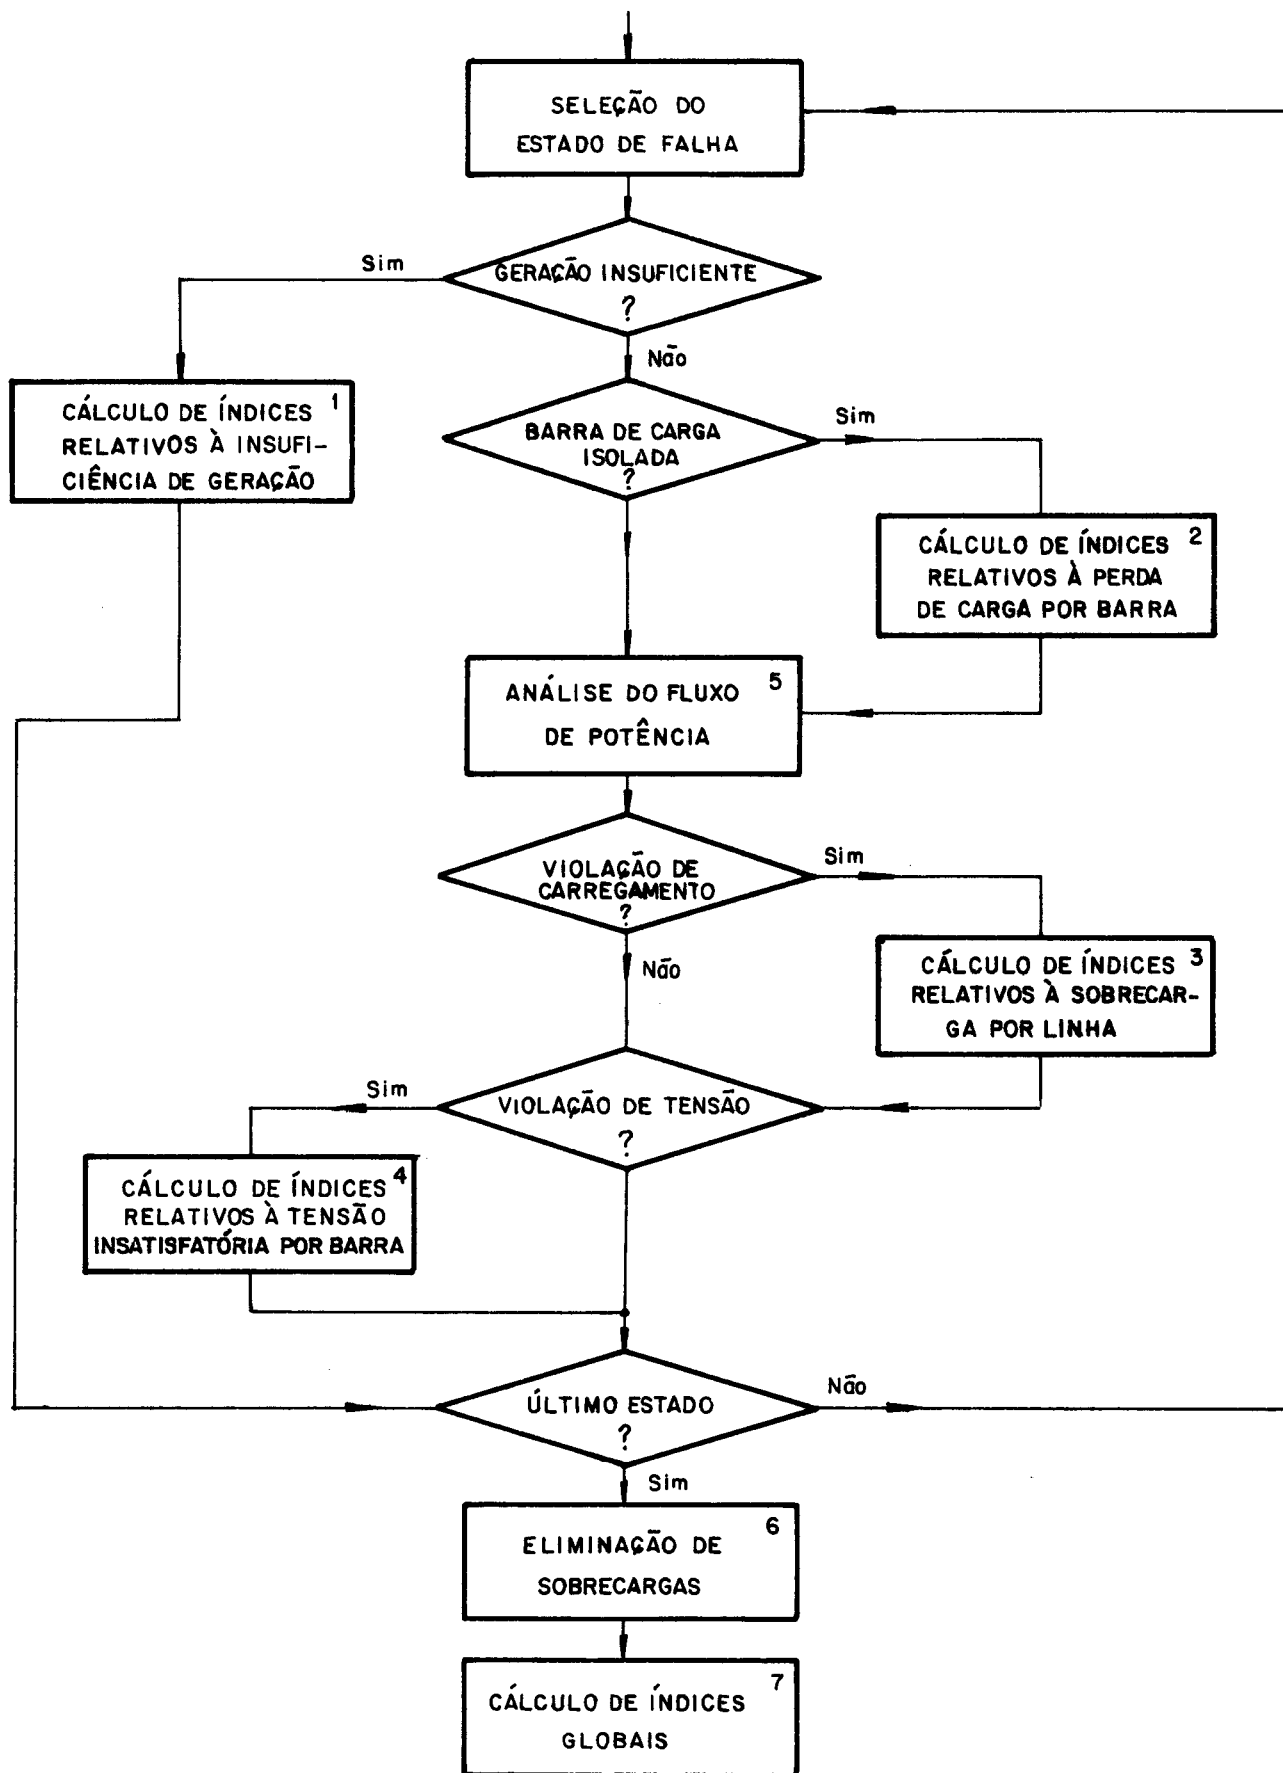 SELEÇÃO DO
ESTADO DE FALHA
Sim
GERAÇÃO INSUFICIENTE
?
Não
CÁLCULO DE ÍNDICES 1
RELATIVOS À INSUFI-
CIÊNCIA DE GERAÇÃO
BARRA DE CARGA
ISOLADA
?
Sim
CÁLCULO DE ÍNDICES 2
RELATIVOS À PERDA
DE CARGA POR BARRA
ANÁLISE DO FLUXO 5
DE POTÊNCIA
VIOLAÇÃO DE
CARREGAMENTO
?
Sim
Não
CÁLCULO DE ÍNDICES 3
RELATIVOS À SOBRECAR-
GA POR LINHA
Sim
VIOLAÇÃO DE TENSÃO
?
CÁLCULO DE ÍNDICES 4
RELATIVOS À TENSÃO
INSATISFATÓRIA POR BARRA
ÚLTIMO ESTADO
?
Não
Sim
6
ELIMINAÇÃO DE
SOBRECARGAS
7
CÁLCULO DE ÍNDICES
GLOBAIS